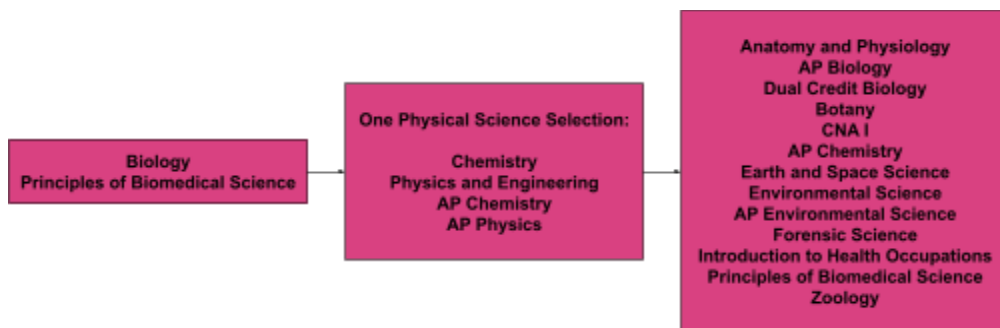 Biology
Principles of Biomedical Science
One Physical Science Selection:
Chemistry
Physics and Engineering
AP Chemistry
AP Physics
Anatomy and Physiology
AP Biology
Dual Credit Biology
Botany
CNA I
AP Chemistry
Earth and Space Science
Environmental Science
AP Environmental Science
Forensic Science
Introduction to Health Occupations
Principles of Biomedical Science
Zoology